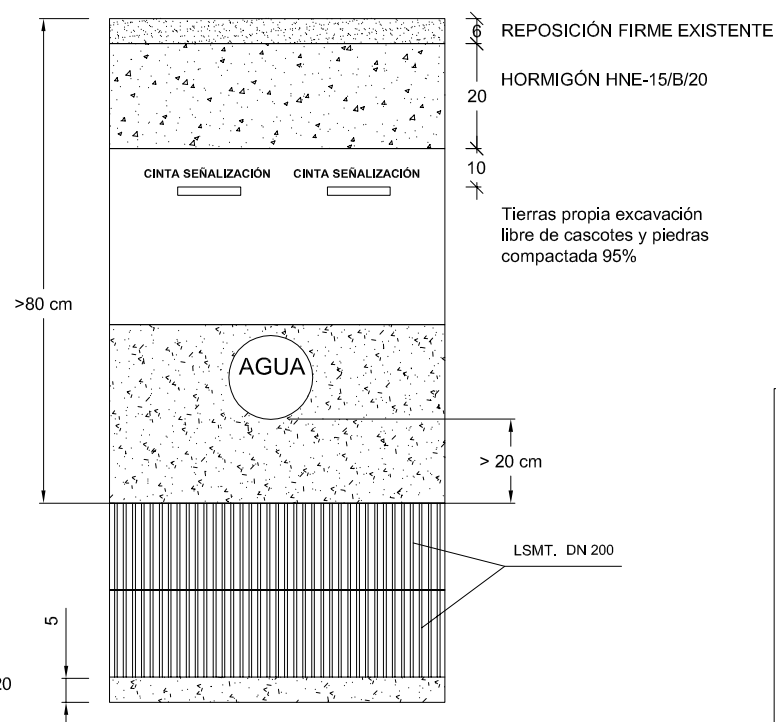 6 REPOSICIÓN FIRME EXISTENTE
20
HORMIGÓN HNE-15/B/20
10
CINTA SEÑALIZACIÓN CINTA SEÑALIZACIÓN
Tierras propia excavación
libre de cascotes y piedras
compactada 95%
>80 cm
AGUA
> 20 cm
LSMT. DN 200
5
20